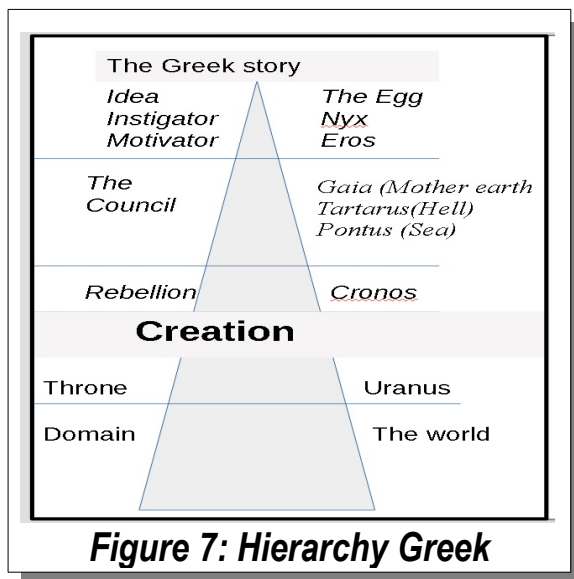 The Greek story
Idea
Instigator
Motivator
The Egg
Nyx
Eros
The
Council
Gaia (Mother earth
Tartarus(Hell)
Pontus (Sea)
Rebellion
Cronos
Creation
Throne
Uranus
Domain
The world
Figure 7: Hierarchy Greek